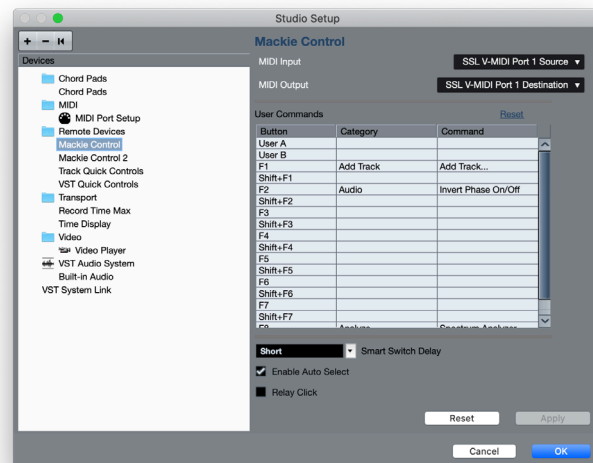 Studio Setup
Devices
Chord Pads
Chord Pads
MIDI
MIDI Port Setup
Remote Devices
Mackie Control
Mackie Control 2
Track Quick Controls
VST Quick Controls
Transport
Record Time Max
Time Display
Video
Video Player
VST Audio System
Built-in Audio
VST System Link
Mackie Control
MIDI Input SSL V-MIDI Port 1 Source
MIDI Output SSL V-MIDI Port 1 Destination
User Commands Reset
Button Category Command
User A
User B
F1 Add Track Add Track...
Shift+F1
F2 Audio Invert Phase On/Off
Shift+F2
F3
Shift+F3
F4
Shift+F4
F5
Shift+F5
F6
Shift+F6
F7
Shift+F7
F8 Analyze Spectrum Analyzer
Short Smart Switch Delay
Enable Auto Select
Relay Click
Reset Apply
Cancel OK